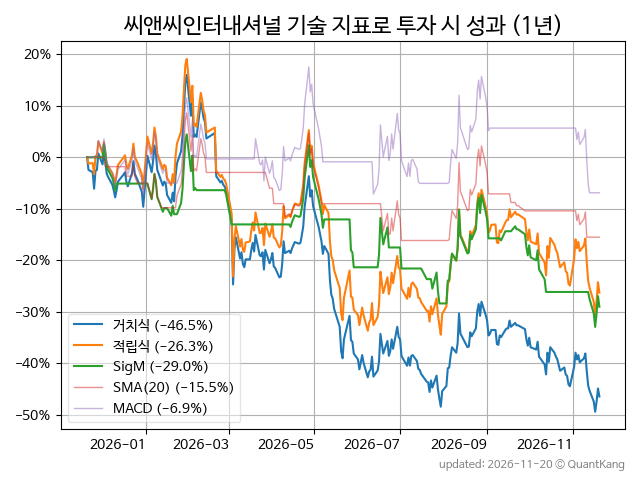 씨앤씨인터내셔널 기술 지표로 투자 시 성과 (1년)
20%
10%
0%
−10%
−20%
−30%
−40%
−50%
거치식 (−46.5%)
적립식 (−26.3%)
SigM (−29.0%)
SMA(20) (−15.5%)
MACD (−6.9%)
2026−01 2026−03 2026−05 2026−07 2026−09 2026−11
updated: 2026−11−20 © QuantKang